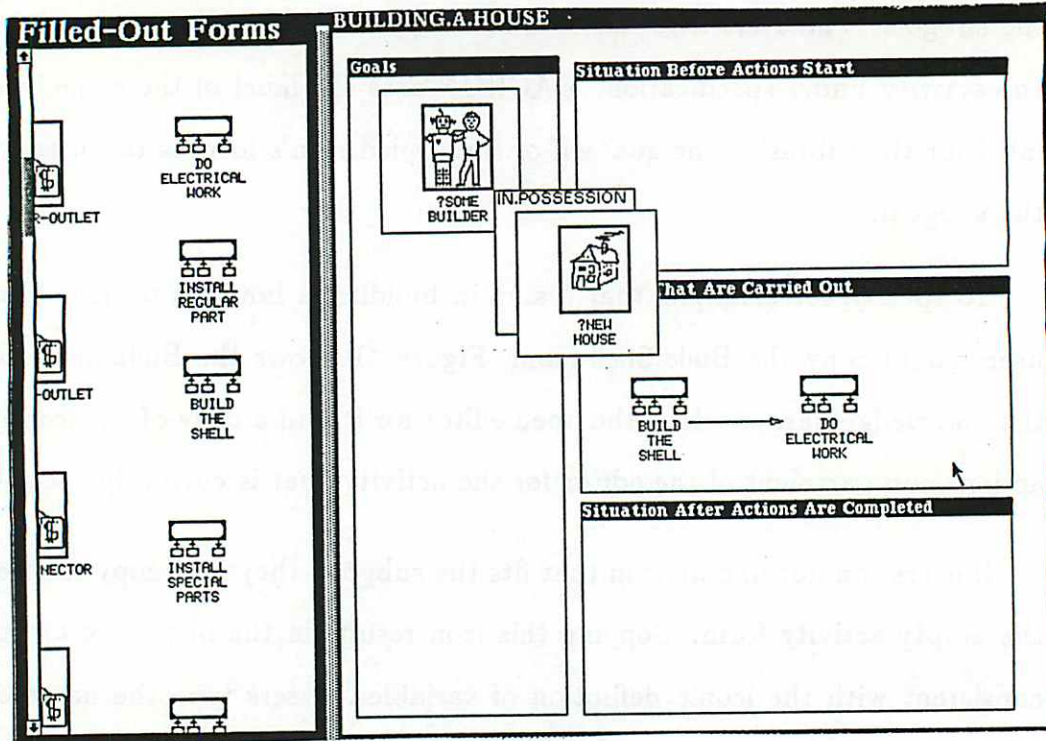 Filled-Out Forms
DO
ELECTRICAL
WORK
R-OUTLET
INSTALL
REGULAR
PART
-OUTLET
BUILD
THE
SHELL
NECTOR
INSTALL
SPECIAL
PARTS
BUILDING.A.HOUSE
Goals
?SOME
BUILDER
IN.POSSESSION
?NEW
HOUSE
Situation Before Actions Start
hat Are Carried Out
BUILD
THE
SHELL
DO
ELECTRICAL
WORK
Situation After Actions Are Completed